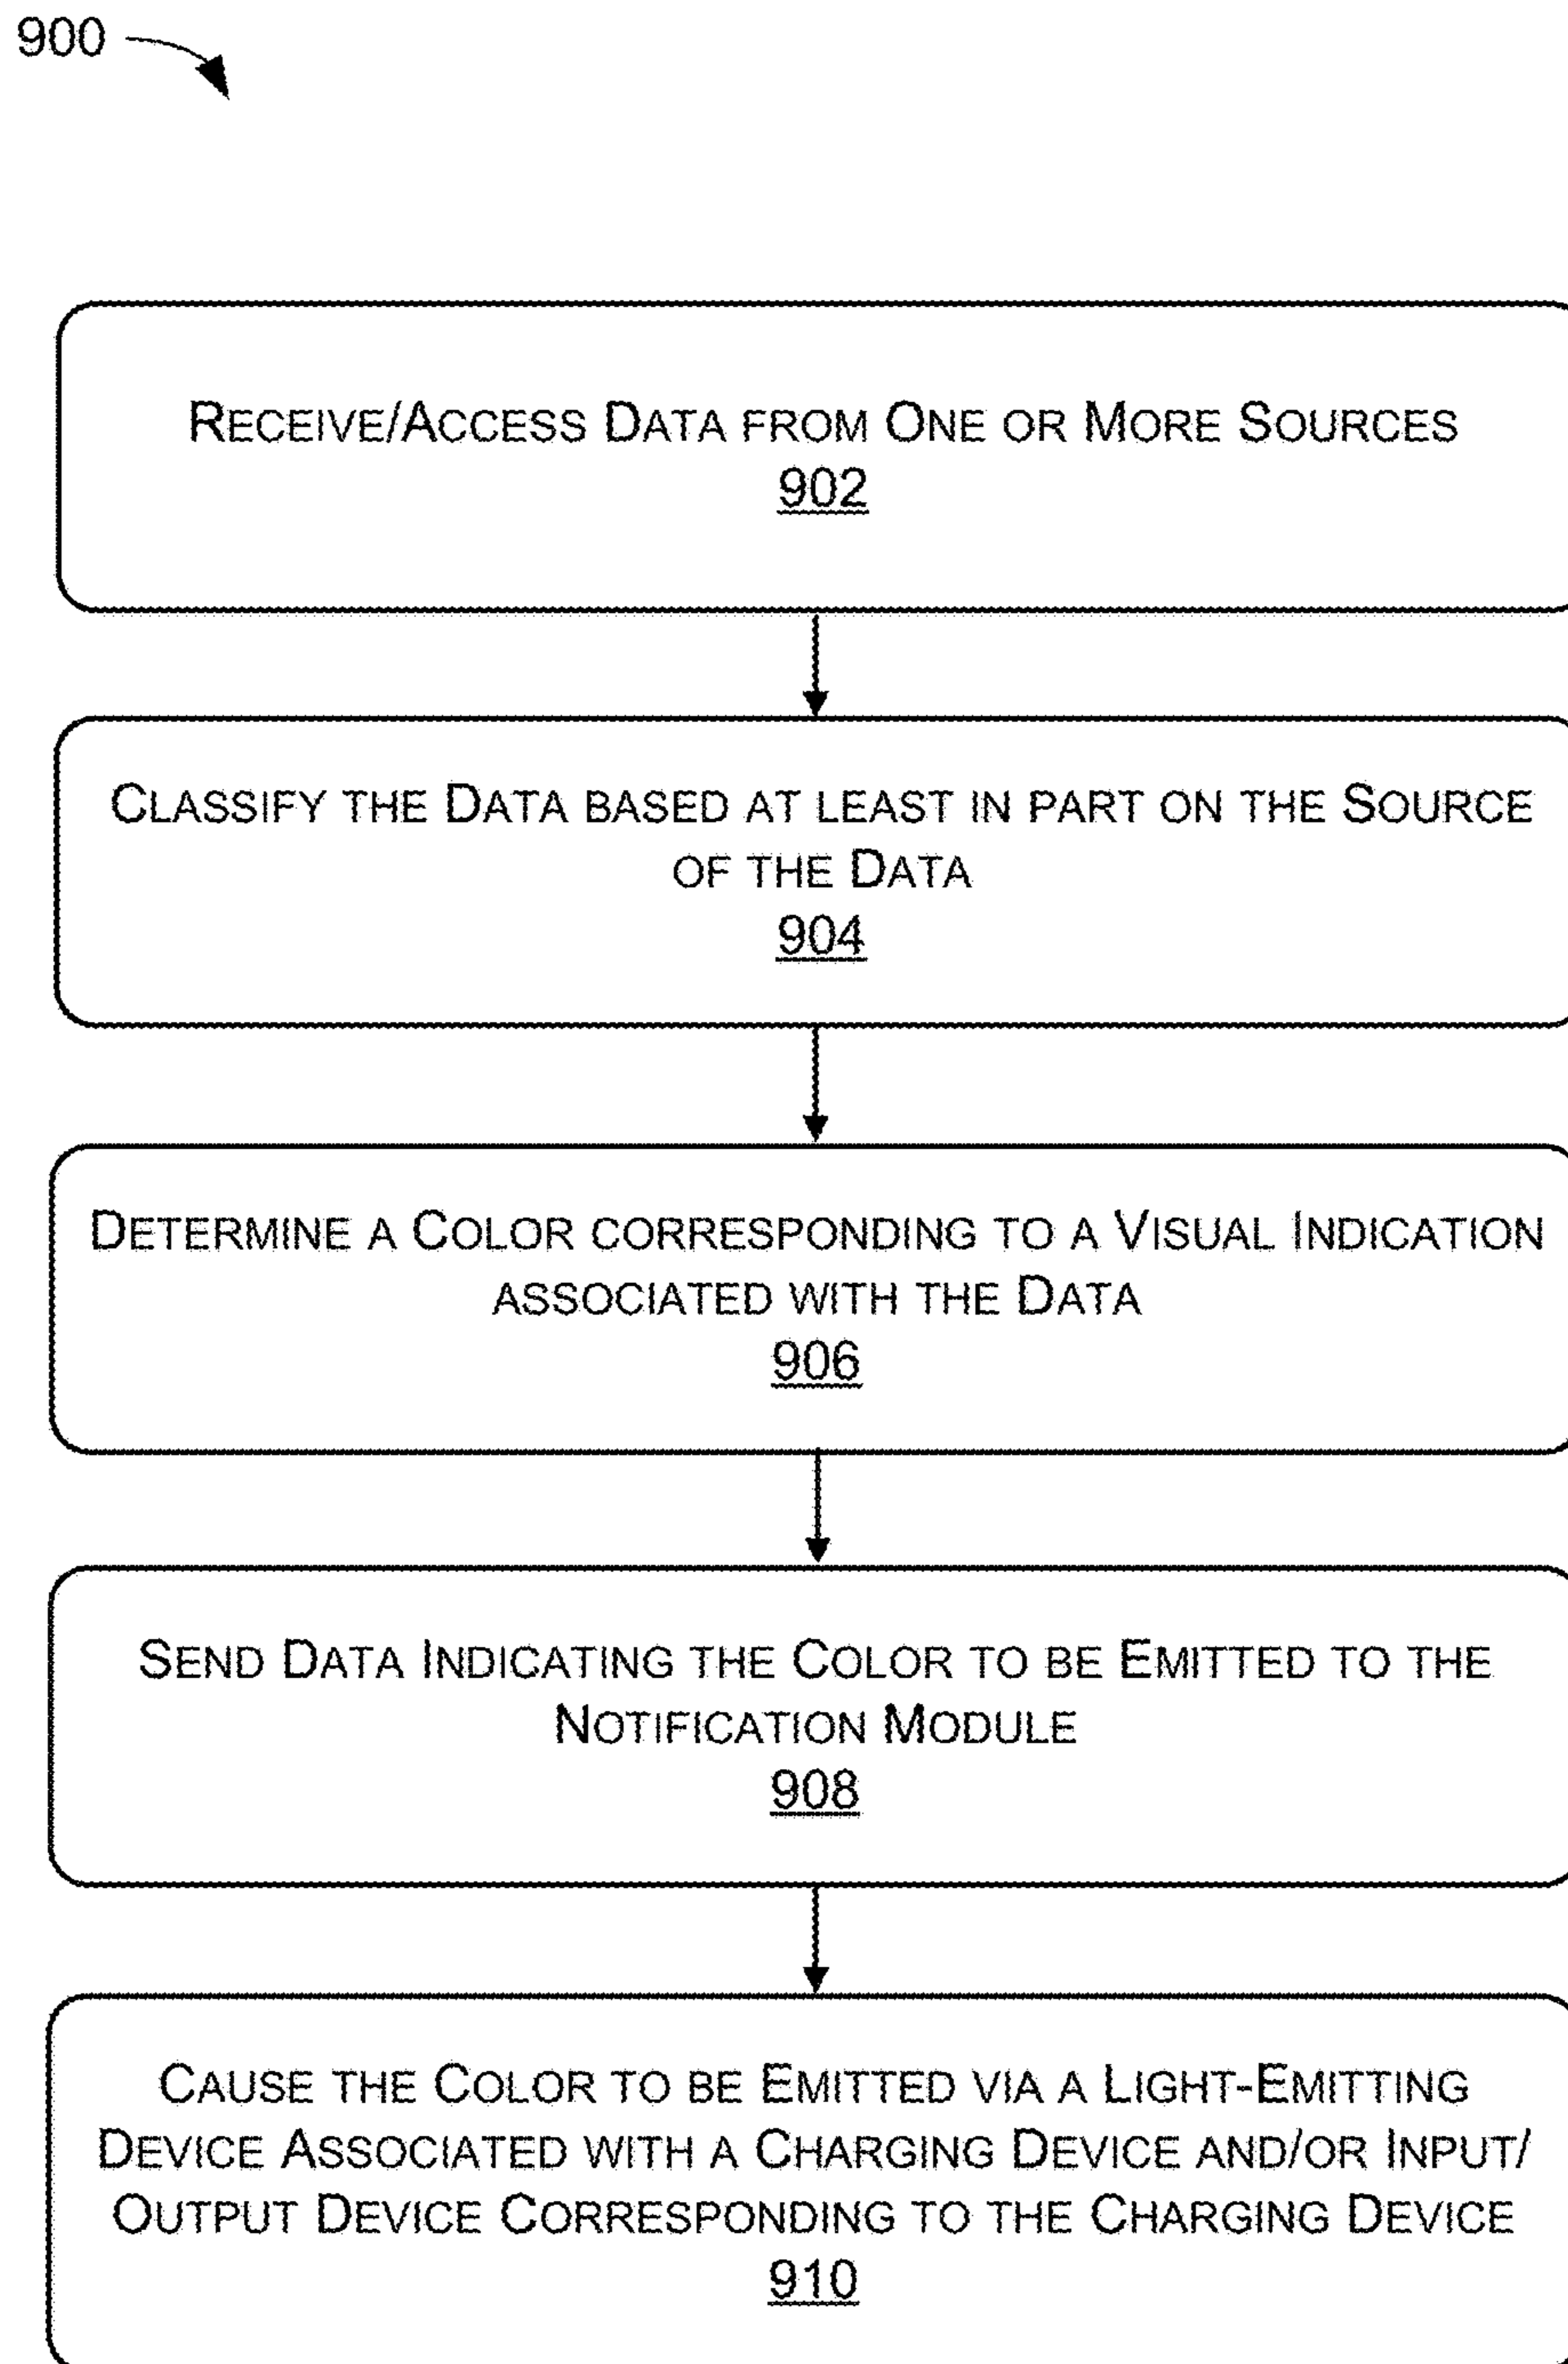 900
Receive/Access Data from One or More Sources
902
Classify the Data based at least in part on the Source
of the Data
904
Determine a Color corresponding to a Visual Indication
associated with the Data
906
Send Data Indicating the Color to be Emitted to the
Notification Module
908
Cause the Color to be Emitted via a Light-Emitting
Device Associated with a Charging Device and/or Input/
Output Device Corresponding to the Charging Device
910